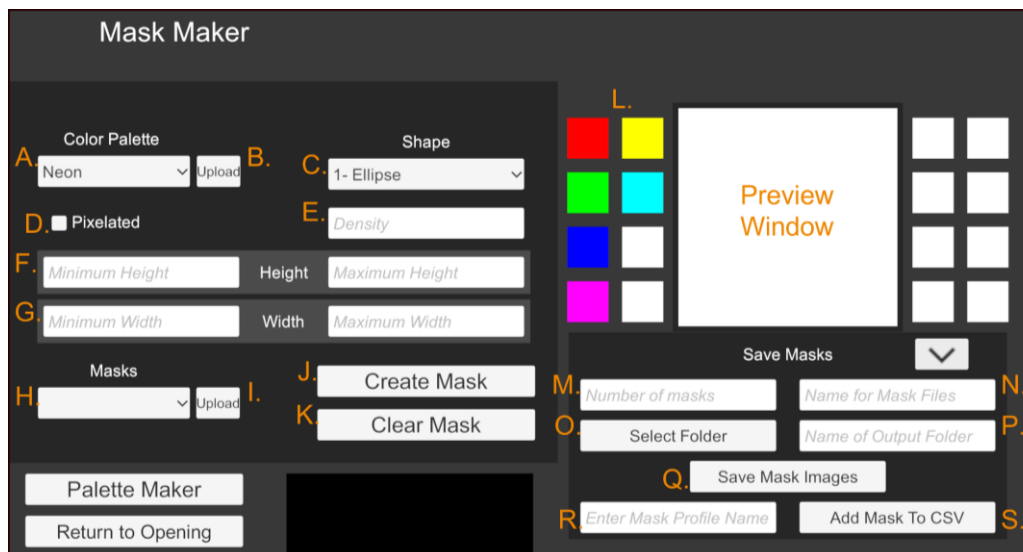 Mask Maker
L.
Color Palette
Shape
A.
Neon
Upload
B.
C.
1- Ellipse
D.
Pixelated
E.
Density
Preview
Window
F.
Minimum Height
Height
Maximum Height
G.
Minimum Width
Width
Maximum Width
Masks
H.
Upload
I.
J.
Create Mask
K.
Clear Mask
Save Masks
M.
Number of masks
Name for Mask Files
N.
O.
Select Folder
Name of Output Folder
P.
Q.
Save Mask Images
R.
Enter Mask Profile Name
Add Mask To CSV
S.
Palette Maker
Return to Opening